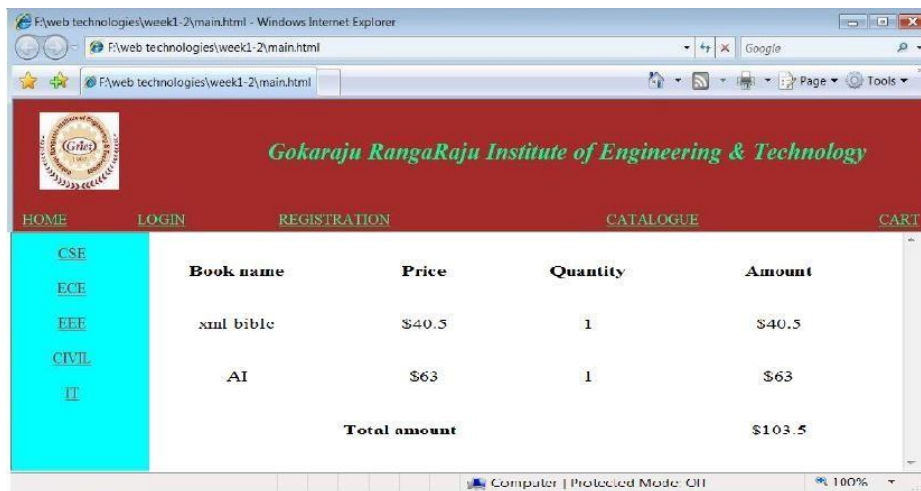 F:\web technologies\week1-2\main.html - Windows Internet Explorer
F:\web technologies\week1-2\main.html
Google
F:\web technologies\week1-2\main.html
Page
Tools
Griet
Gokaraju RangaRaju Institute of Engineering & Technology
HOME LOGIN REGISTRATION CATALOGUE CART
CSE
ECE
EEE
CIVIL
IT
Book name Price Quantity Amount
xml bible $40.5 1 $40.5
AI $63 1 $63
Total amount $103.5
Computer | Protected Mode: Off 100%